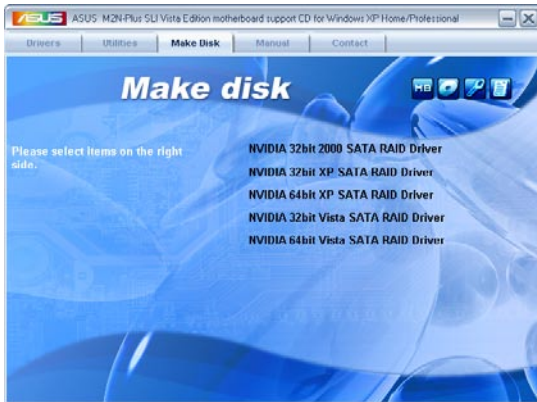 ASUS ASUS M2N-Plus SLI Vista Edition motherboard support CD for Windows XP Home/Professional
Drivers Utilities Make Disk Manual Contact
Make disk
MB
Please select items on the right
side.
NVIDIA 32bit 2000 SATA RAID Driver
NVIDIA 32bit XP SATA RAID Driver
NVIDIA 64bit XP SATA RAID Driver
NVIDIA 32bit Vista SATA RAID Driver
NVIDIA 64bit Vista SATA RAID Driver